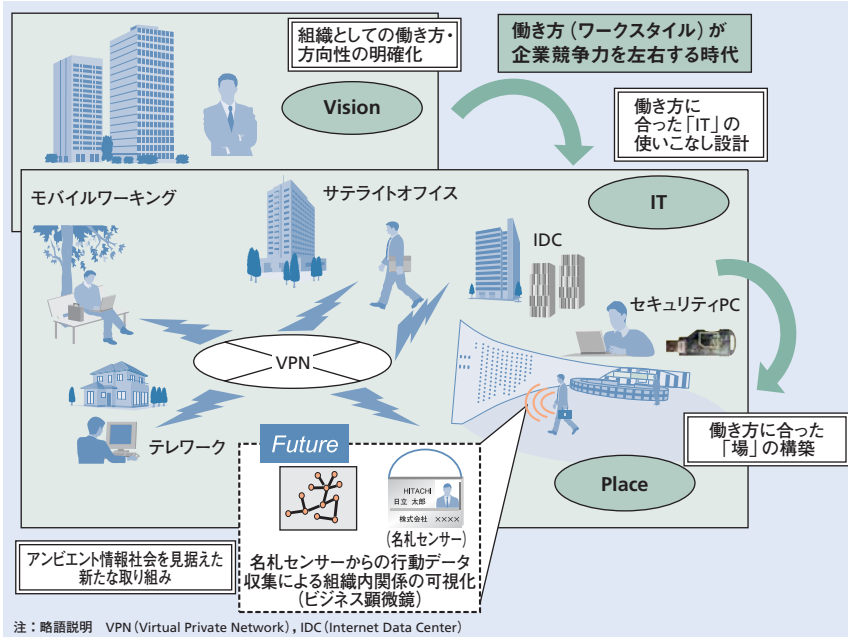 組織としての働き方・
方向性の明確化
働き方（ワークスタイル）が
企業競争力を左右する時代
Vision
働き方に
合った「IT」の
使いこなし設計
モバイルワーキング
サテライトオフィス
IT
IDC
セキュリティPC
VPN
テレワーク
働き方に合った
「場」の構築
Future
Place
HITACHI
日立 太郎
株式会社 ××××
（名札センサー）
名札センサーからの行動データ
収集による組織内関係の可視化
（ビジネス顕微鏡）
アンビエント情報社会を見据えた
新たな取り組み
注：略語説明 VPN（Virtual Private Network），IDC（Internet Data Center）